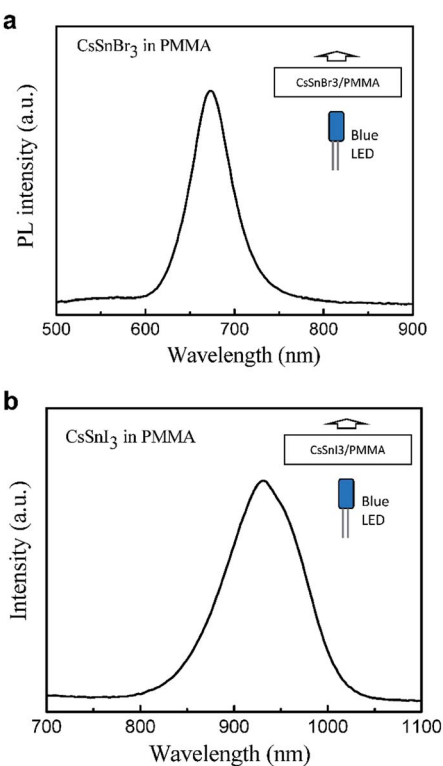 a
CsSnBr3 in PMMA
CsSnBr3/PMMA
Blue
LED
PL intensity (a.u.)
500 600 700 800 900
Wavelength (nm)
b
CsSnI3 in PMMA
CsSnI3/PMMA
Blue
LED
Intensity (a.u.)
700 800 900 1000 1100
Wavelength (nm)